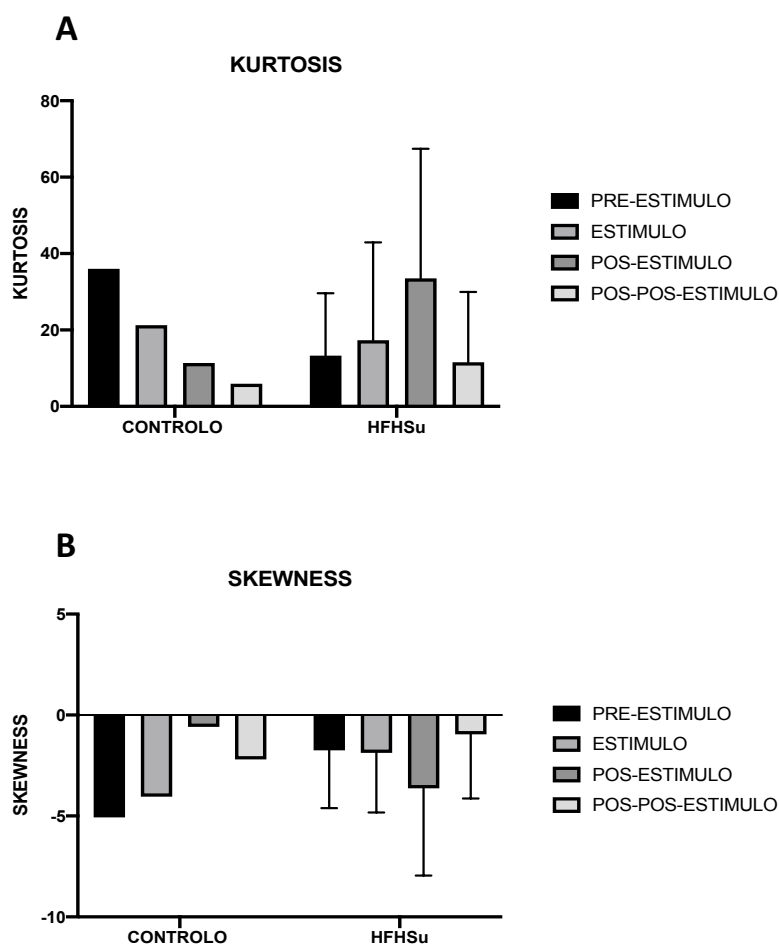 A
KURTOSIS
KURTOSIS
80
60
40
20
0
CONTROLO
HFHSu
PRE-ESTIMULO
ESTIMULO
POS-ESTIMULO
POS-POS-ESTIMULO
B
SKEWNESS
SKEWNESS
5
0
-5
-10
CONTROLO
HFHSu
PRE-ESTIMULO
ESTIMULO
POS-ESTIMULO
POS-POS-ESTIMULO